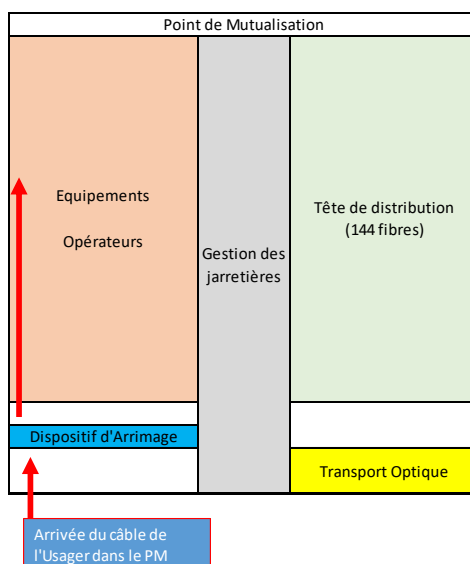 Point de Mutualisation
Equipements
Opérateurs
Gestion des
jarretières
Tête de distribution
(144 fibres)
Dispositif d'Arrimage
Transport Optique
Arrivée du câble de
l'Usager dans le PM